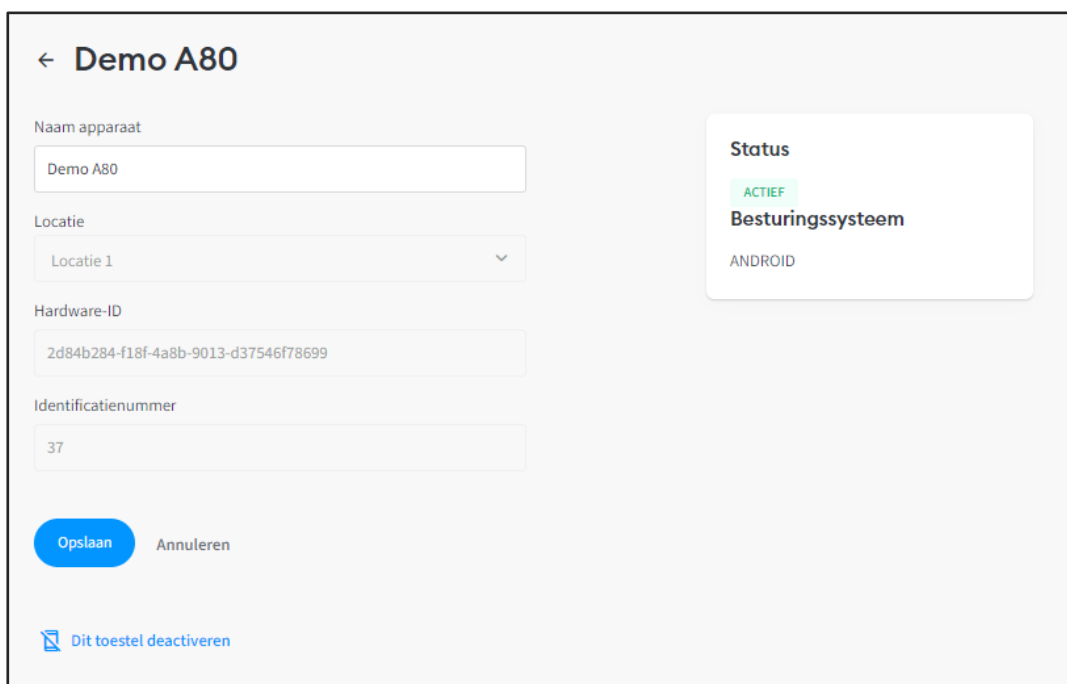 Demo A80
Naam apparaat
Demo A80
Locatie
Locatie 1
Hardware-ID
2d84b284-f18f-4a8b-9013-d37546f78699
Identificatienummer
37
Opslaan
Annuleren
Dit toestel deactiveren
Status
ACTIEF
Besturingssysteem
ANDROID